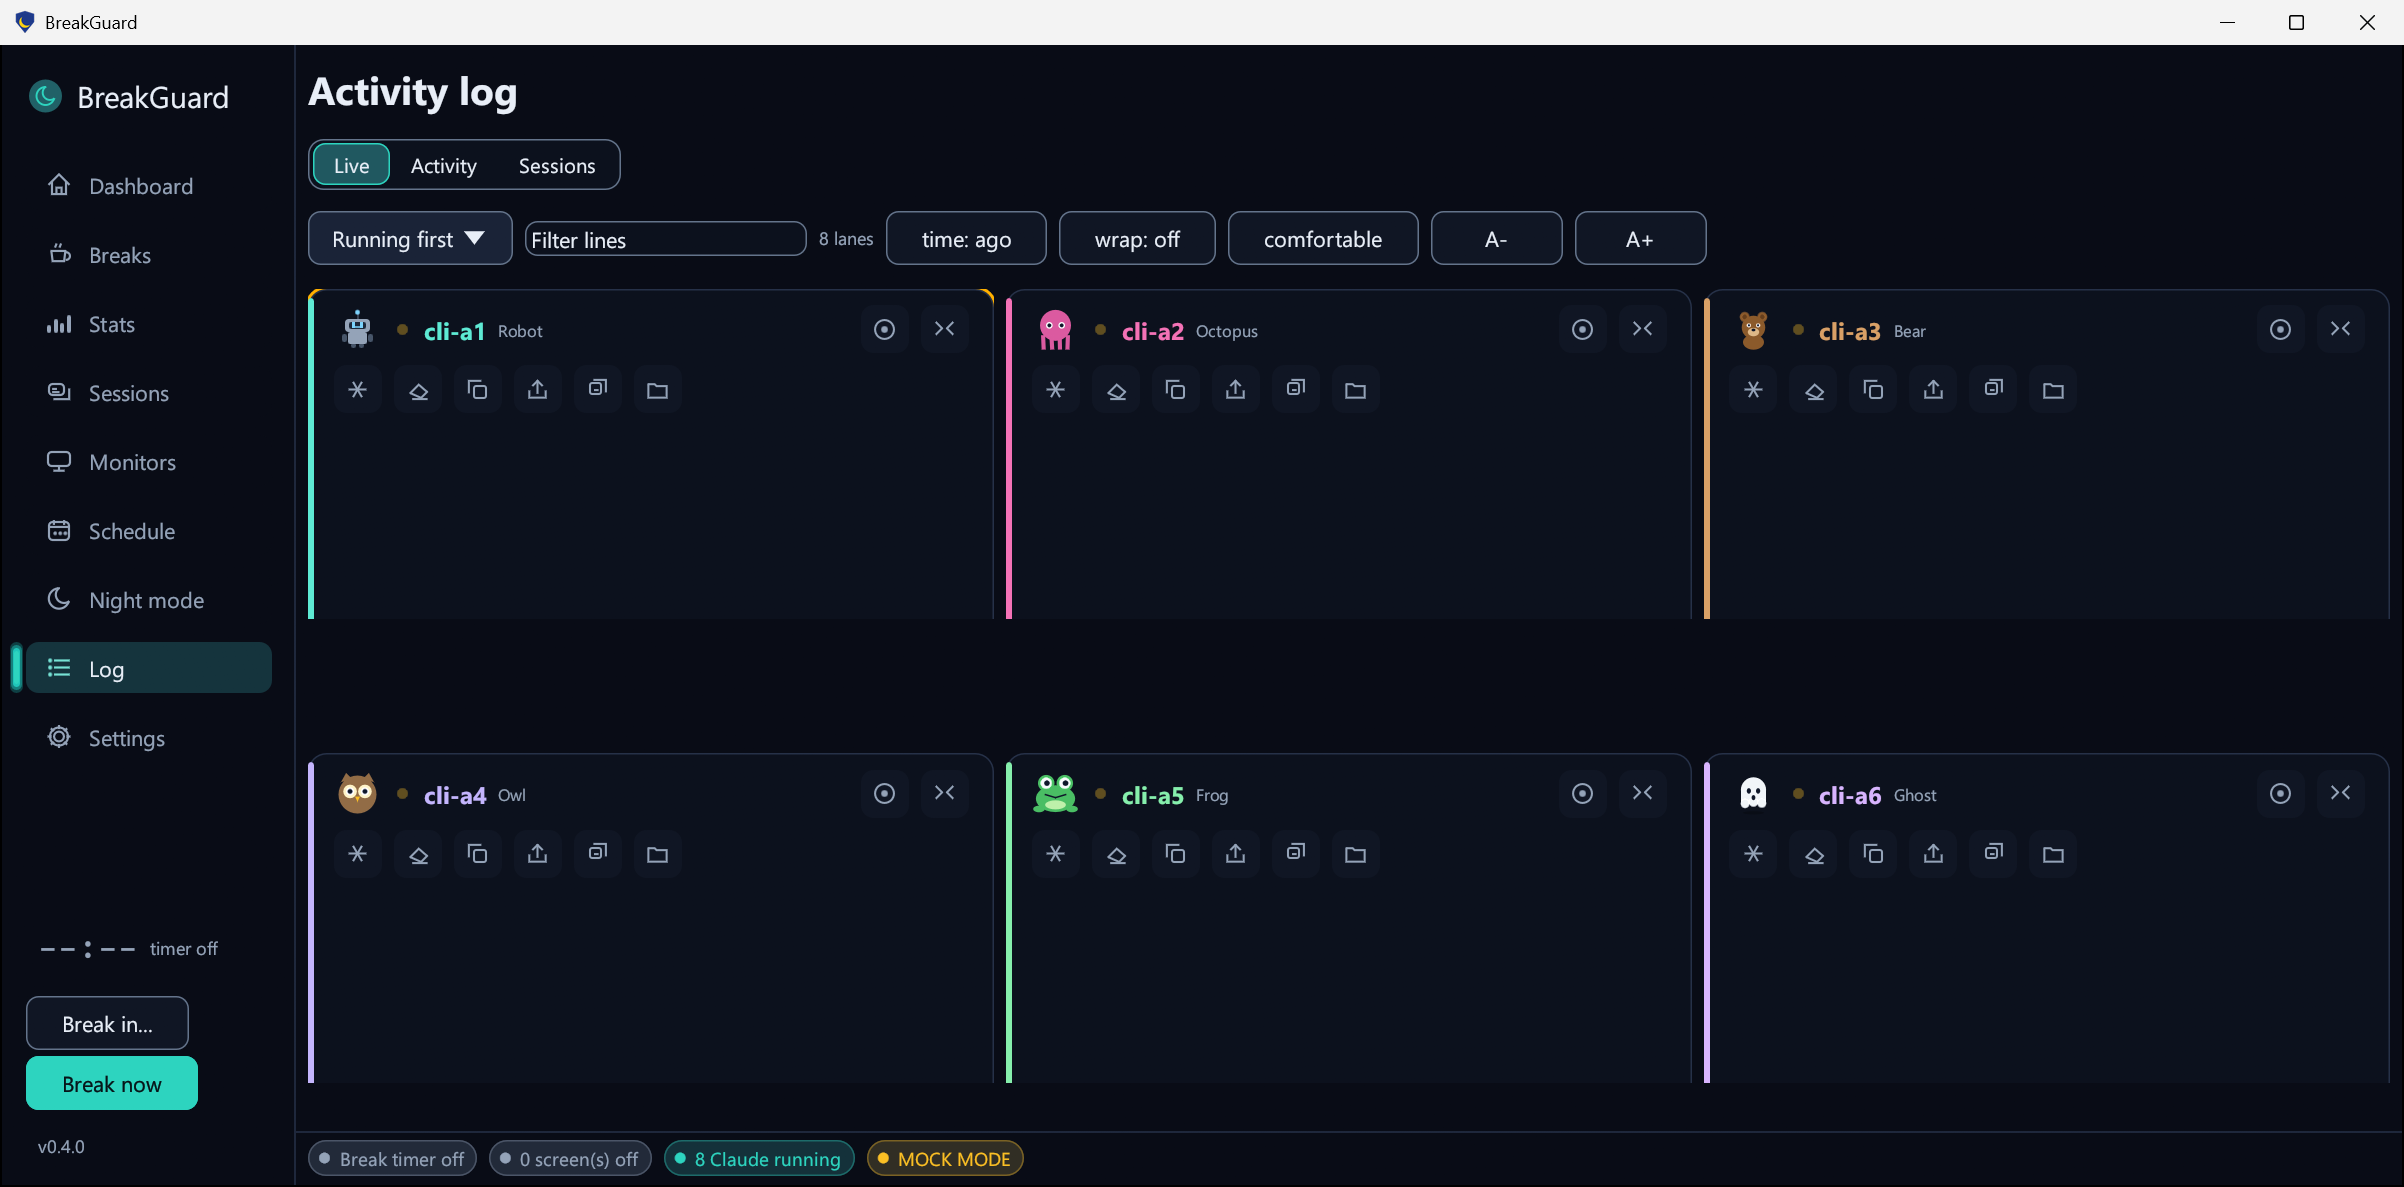 BreakGuard
BreakGuard
Dashboard
Breaks
Stats
Sessions
Monitors
Schedule
Night mode
Log
Settings
--:-- timer off
Break in...
Break now
v0.4.0
Activity log
Live Activity Sessions
Running first Filter lines 8 lanes time: ago wrap: off comfortable A- A+
cli-a1 Robot
cli-a2 Octopus
cli-a3 Bear
cli-a4 Owl
cli-a5 Frog
cli-a6 Ghost
Break timer off 0 screen(s) off 8 Claude running MOCK MODE